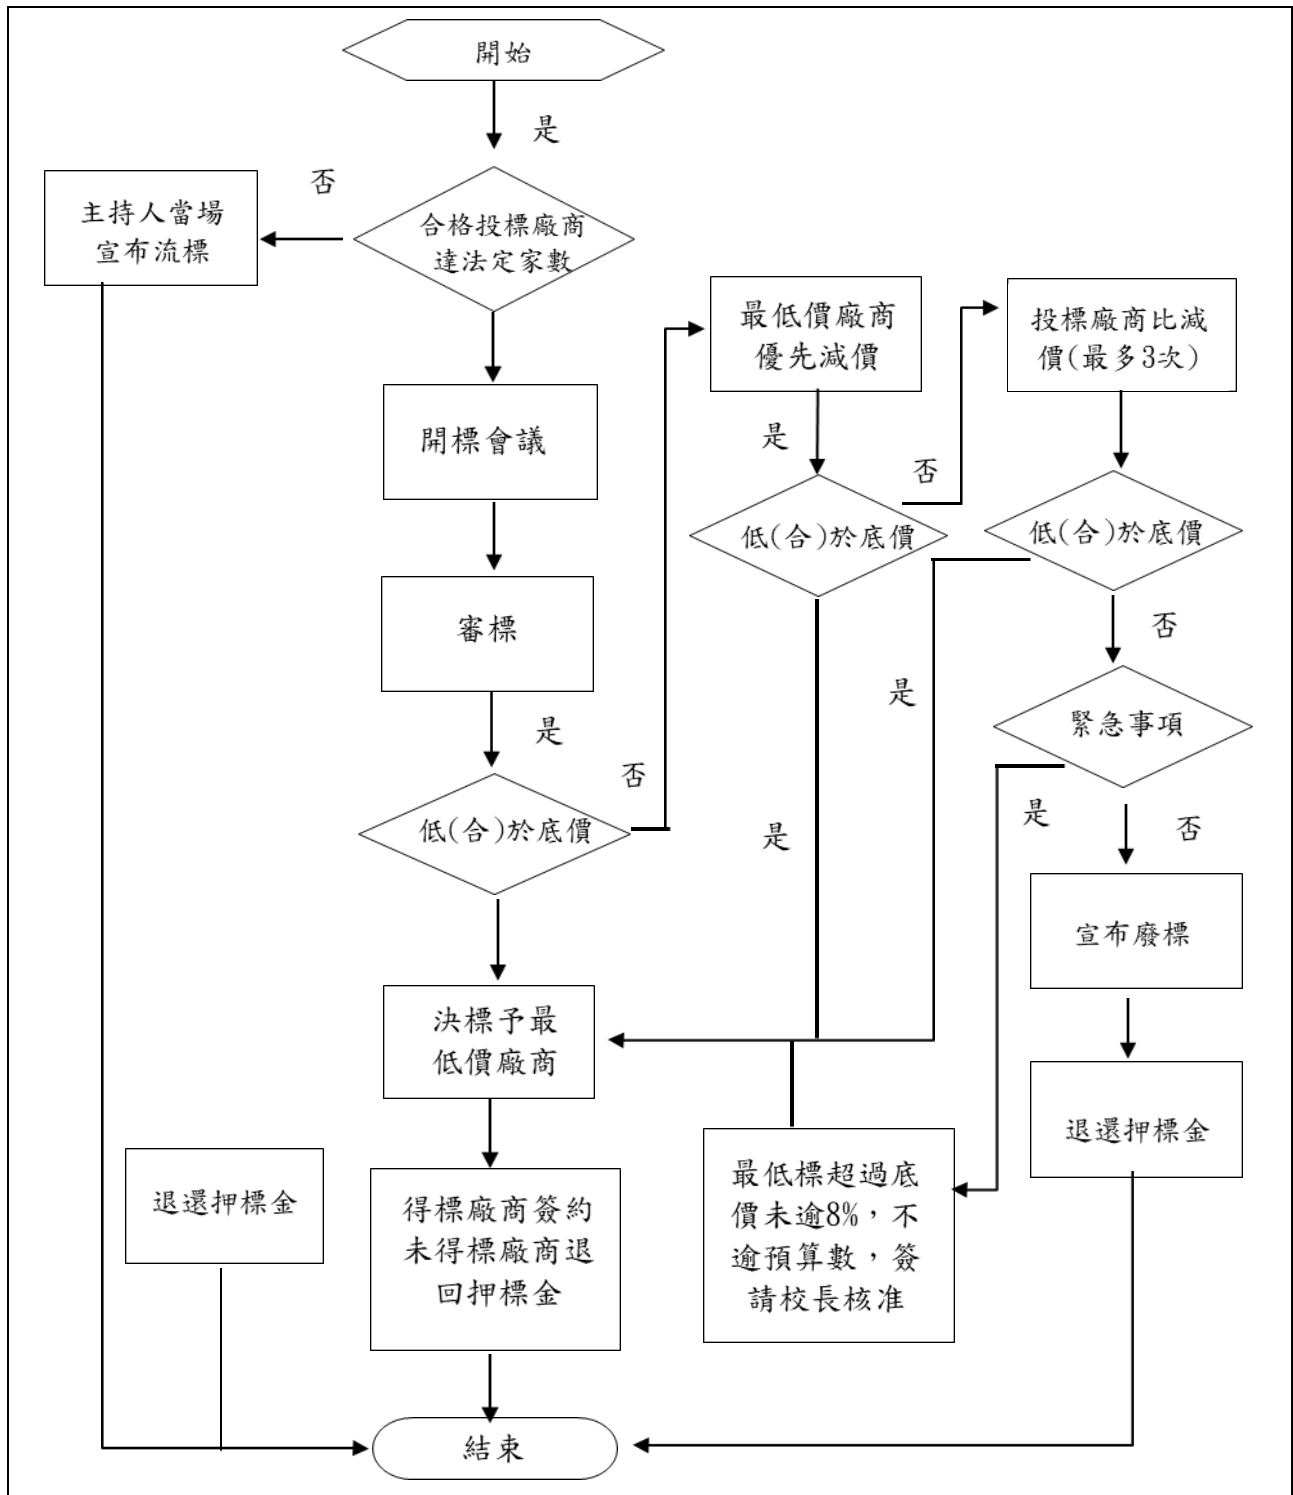 開始
是
否
主持人當場
宣布流標
合格投標廠商
達法定家數
最低價廠商
優先減價
投標廠商比減
價(最多3次)
開標會議
是
否
低(合)於底價
低(合)於底價
審標
否
是
緊急事項
是
否
低(合)於底價
是
是
否
宣布廢標
決標予最
低價廠商
退還押標金
最低標超過底
價未逾8%，不
逾預算數，簽
請校長核准
退還押標金
得標廠商簽約
未得標廠商退
回押標金
結束